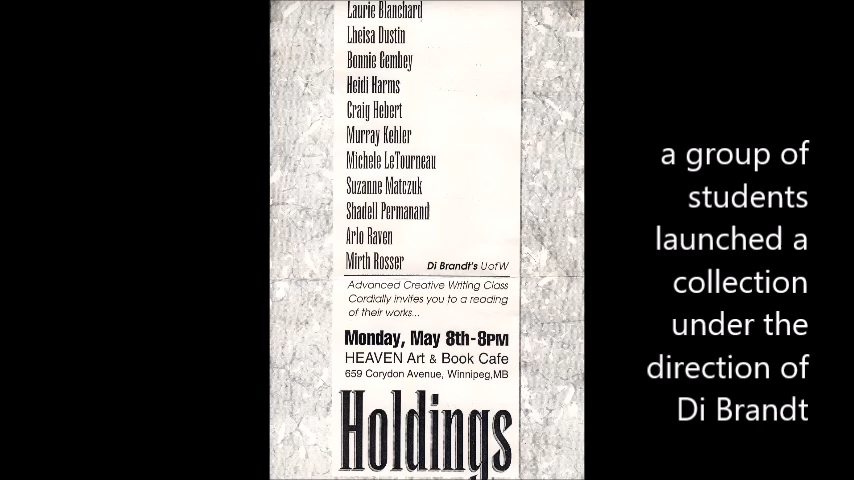 Laurie Blanchard
Lheisa Dustin
Bonnie Gembey
Heidi Harms
Craig Hebert
Murray Kehler
Michele LeTourneau
Suzanne Matczuk
Shadell Permanand
Arlo Raven
Mirth Rosser Di Brandt's UofW
Advanced Creative Writing Class
Cordially invites you to a reading
of their works...
Monday, May 8th-8PM
HEAVEN Art & Book Cafe
659 Corydon Avenue, Winnipeg,MB
Holdings
a group of
students
launched a
collection
under the
direction of
Di Brandt